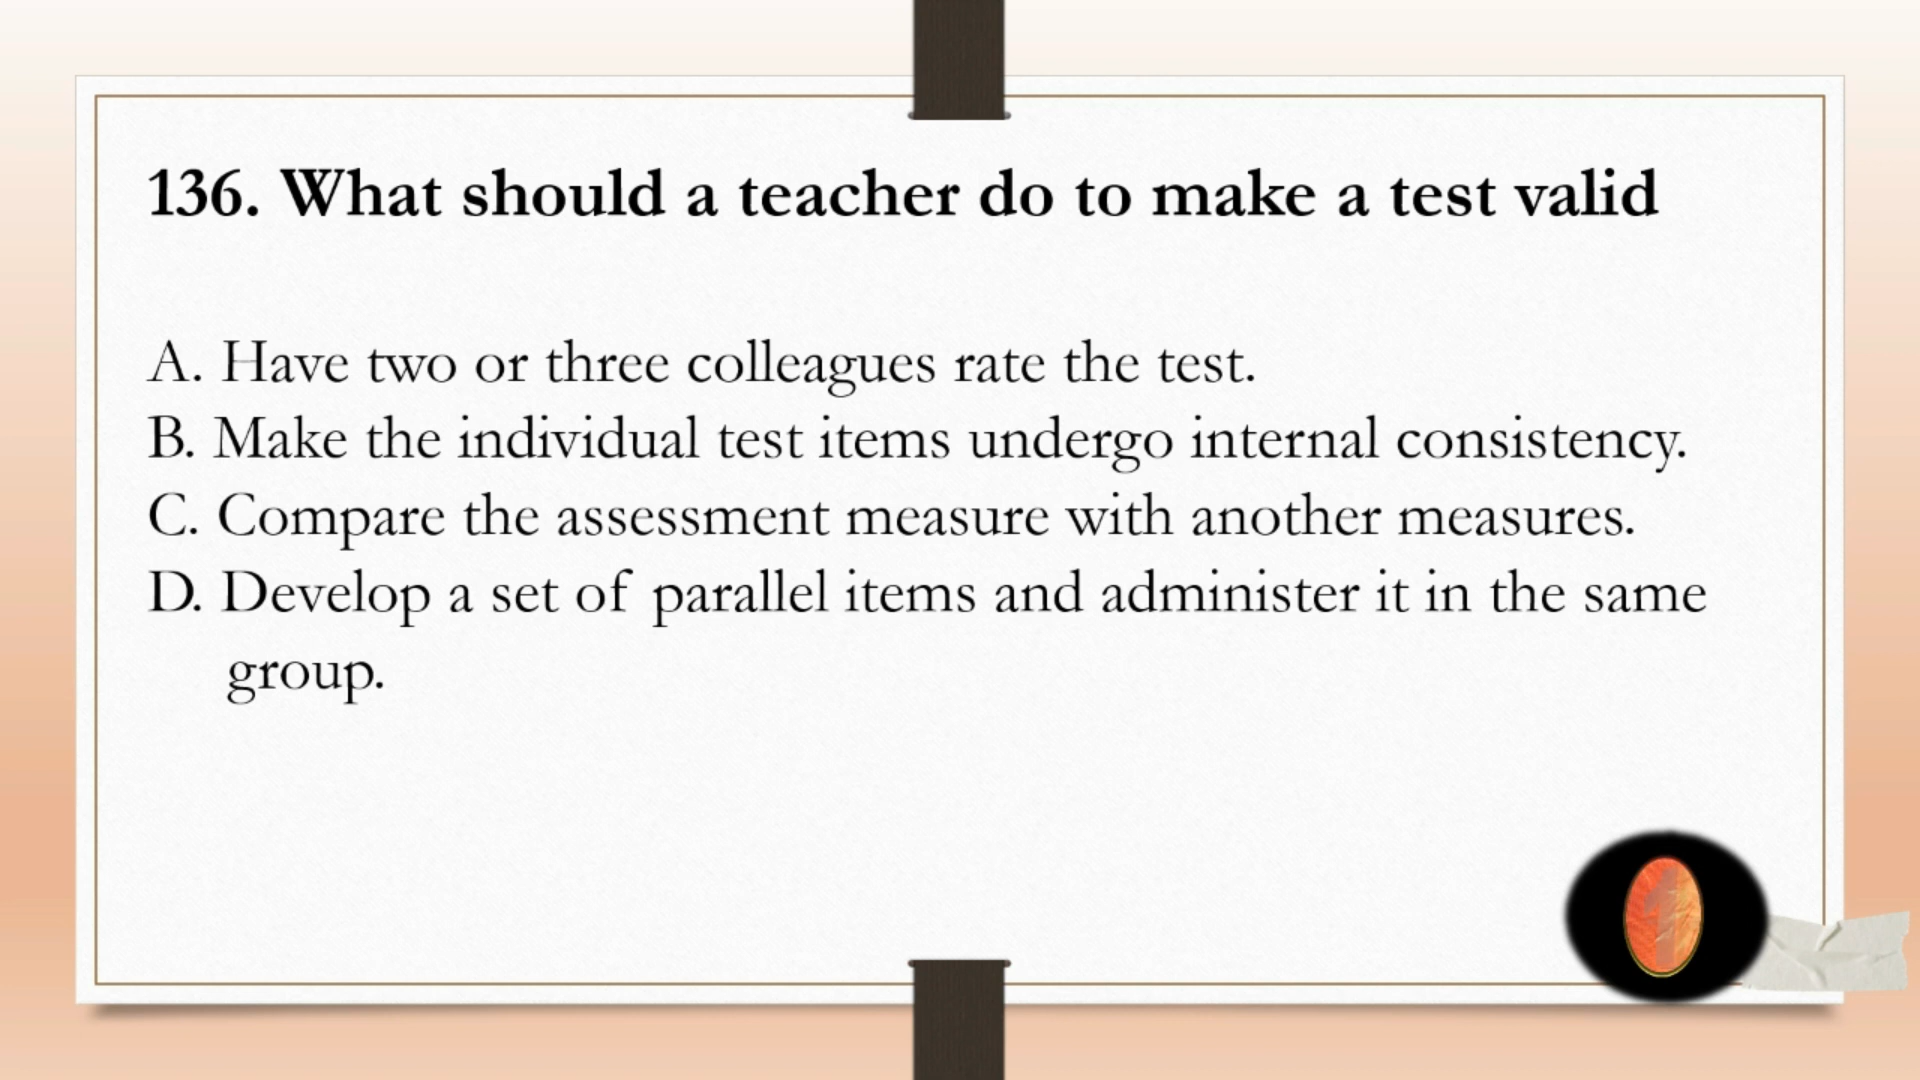 136. What should a teacher do to make a test valid
A. Have two or three colleagues rate the test.
B. Make the individual test items undergo internal consistency.
C. Compare the assessment measure with another measures.
D. Develop a set of parallel items and administer it in the same
group.
1